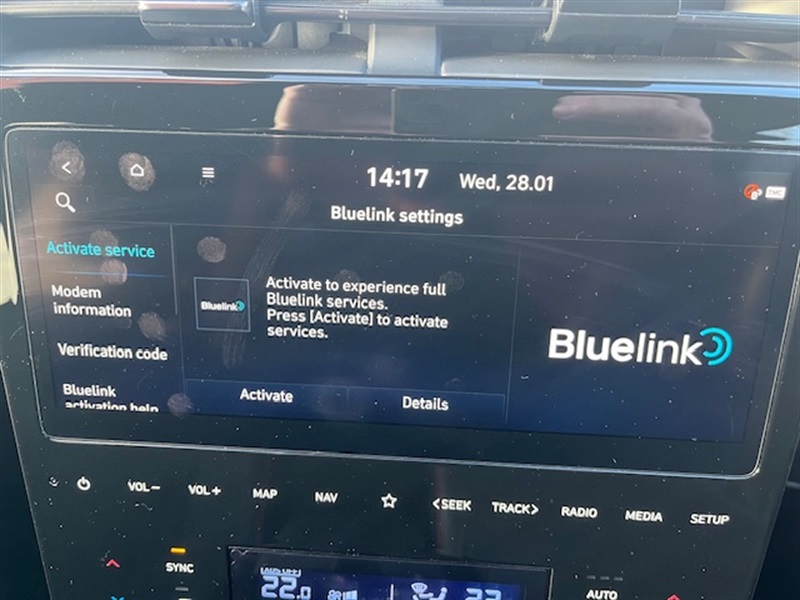 14:17 Wed, 28.01
TMC
Bluelink settings
Activate service
Modem
information
Verification code
Bluelink
activation help
Bluelink
Activate to experience full
Bluelink services.
Press [Activate] to activate
services.
Activate
Details
Bluelink
VOL− VOL+ MAP NAV <SEEK TRACK> RADIO MEDIA SETUP
SYNC
AUTO
22.0